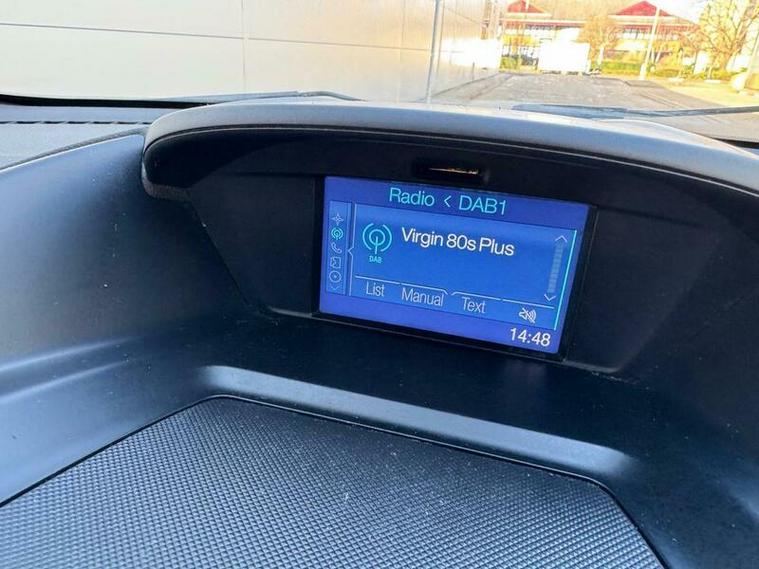 Radio < DAB1
Virgin 80s Plus
DAB
List Manual Text
14:48